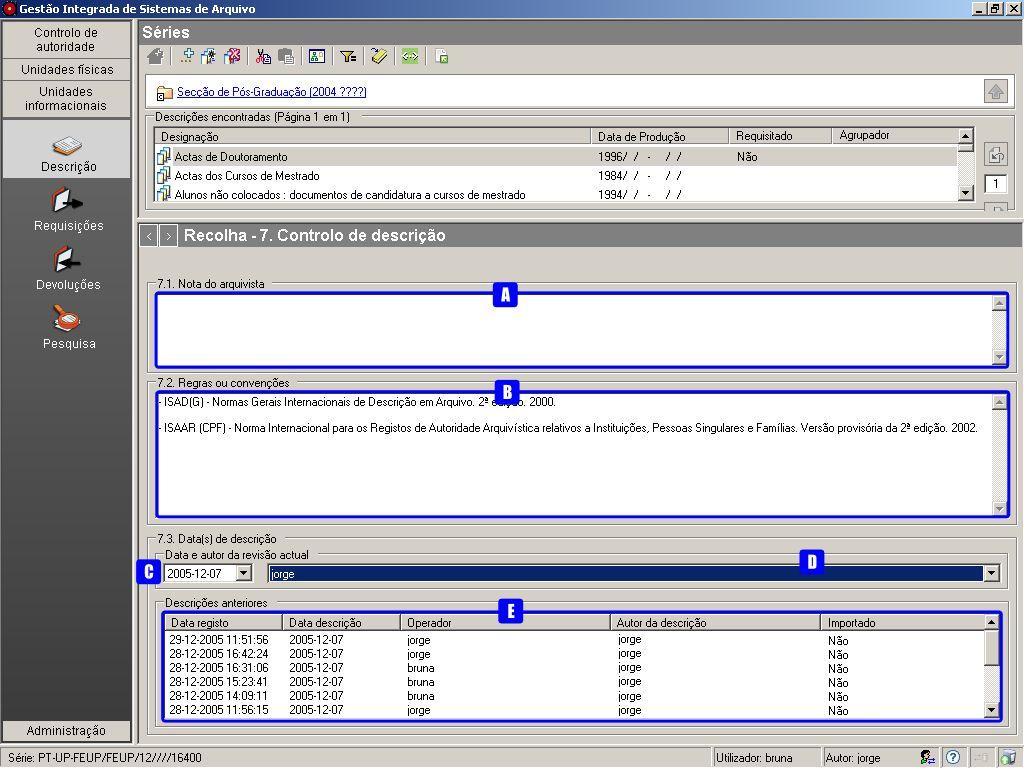 Gestão Integrada de Sistemas de Arquivo
Controlo de
autoridade
Unidades físicas
Unidades
informacionais
Descrição
Requisições
Devoluções
Pesquisa
Administração
Séries
Secção de Pós-Graduação (2004 ????)
Descrições encontradas (Página 1 em 1)
Designação Data de Produção Requisitado Agrupador
Actas de Doutoramento 1996/ / - / / Não
Actas dos Cursos de Mestrado 1984/ / - / /
Alunos não colocados : documentos de candidatura a cursos de mestrado 1994/ / - / /
1
< > Recolha - 7. Controlo de descrição
7.1. Nota do arquivista
A
7.2. Regras ou convenções
B
- ISAD(G) - Normas Gerais Internacionais de Descrição em Arquivo. 2ª edição. 2000.
- ISAAR (CPF) - Norma Internacional para os Registos de Autoridade Arquivística relativos a Instituições, Pessoas Singulares e Famílias. Versão provisória da 2ª edição. 2002.
7.3. Data(s) de descrição
Data e autor da revisão actual
C 2005-12-07 jorge D
Descrições anteriores
E
Data registo Data descrição Operador Autor da descrição Importado
29-12-2005 11:51:56 2005-12-07 jorge jorge Não
28-12-2005 16:42:24 2005-12-07 jorge jorge Não
28-12-2005 16:31:06 2005-12-07 bruna jorge Não
28-12-2005 15:23:41 2005-12-07 bruna jorge Não
28-12-2005 14:09:11 2005-12-07 bruna jorge Não
28-12-2005 11:56:15 2005-12-07 jorge jorge Não
Série: PT-UP-FEUP/FEUP/12////16400 Utilizador: bruna Autor: jorge